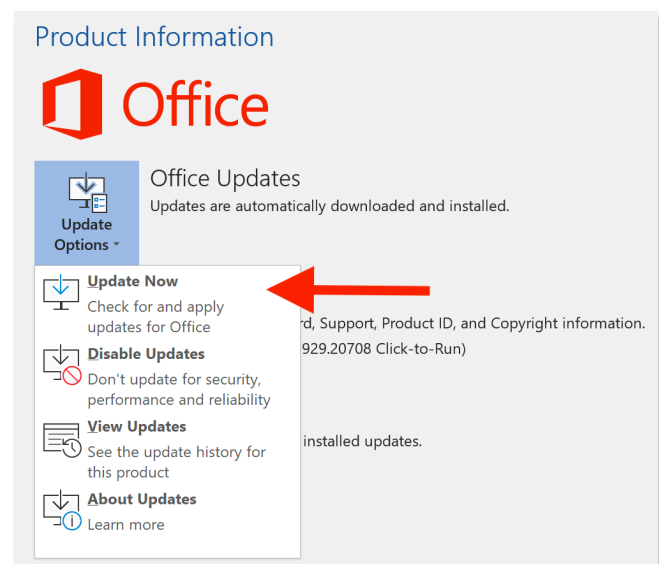 Product Information
Office
Office Updates
Updates are automatically downloaded and installed.
Update
Options
Update Now
Check for and apply
updates for Office
rd, Support, Product ID, and Copyright information.
Disable Updates
929.20708 Click-to-Run)
Don't update for security,
performance and reliability
View Updates
installed updates.
See the update history for
this product
About Updates
Learn more